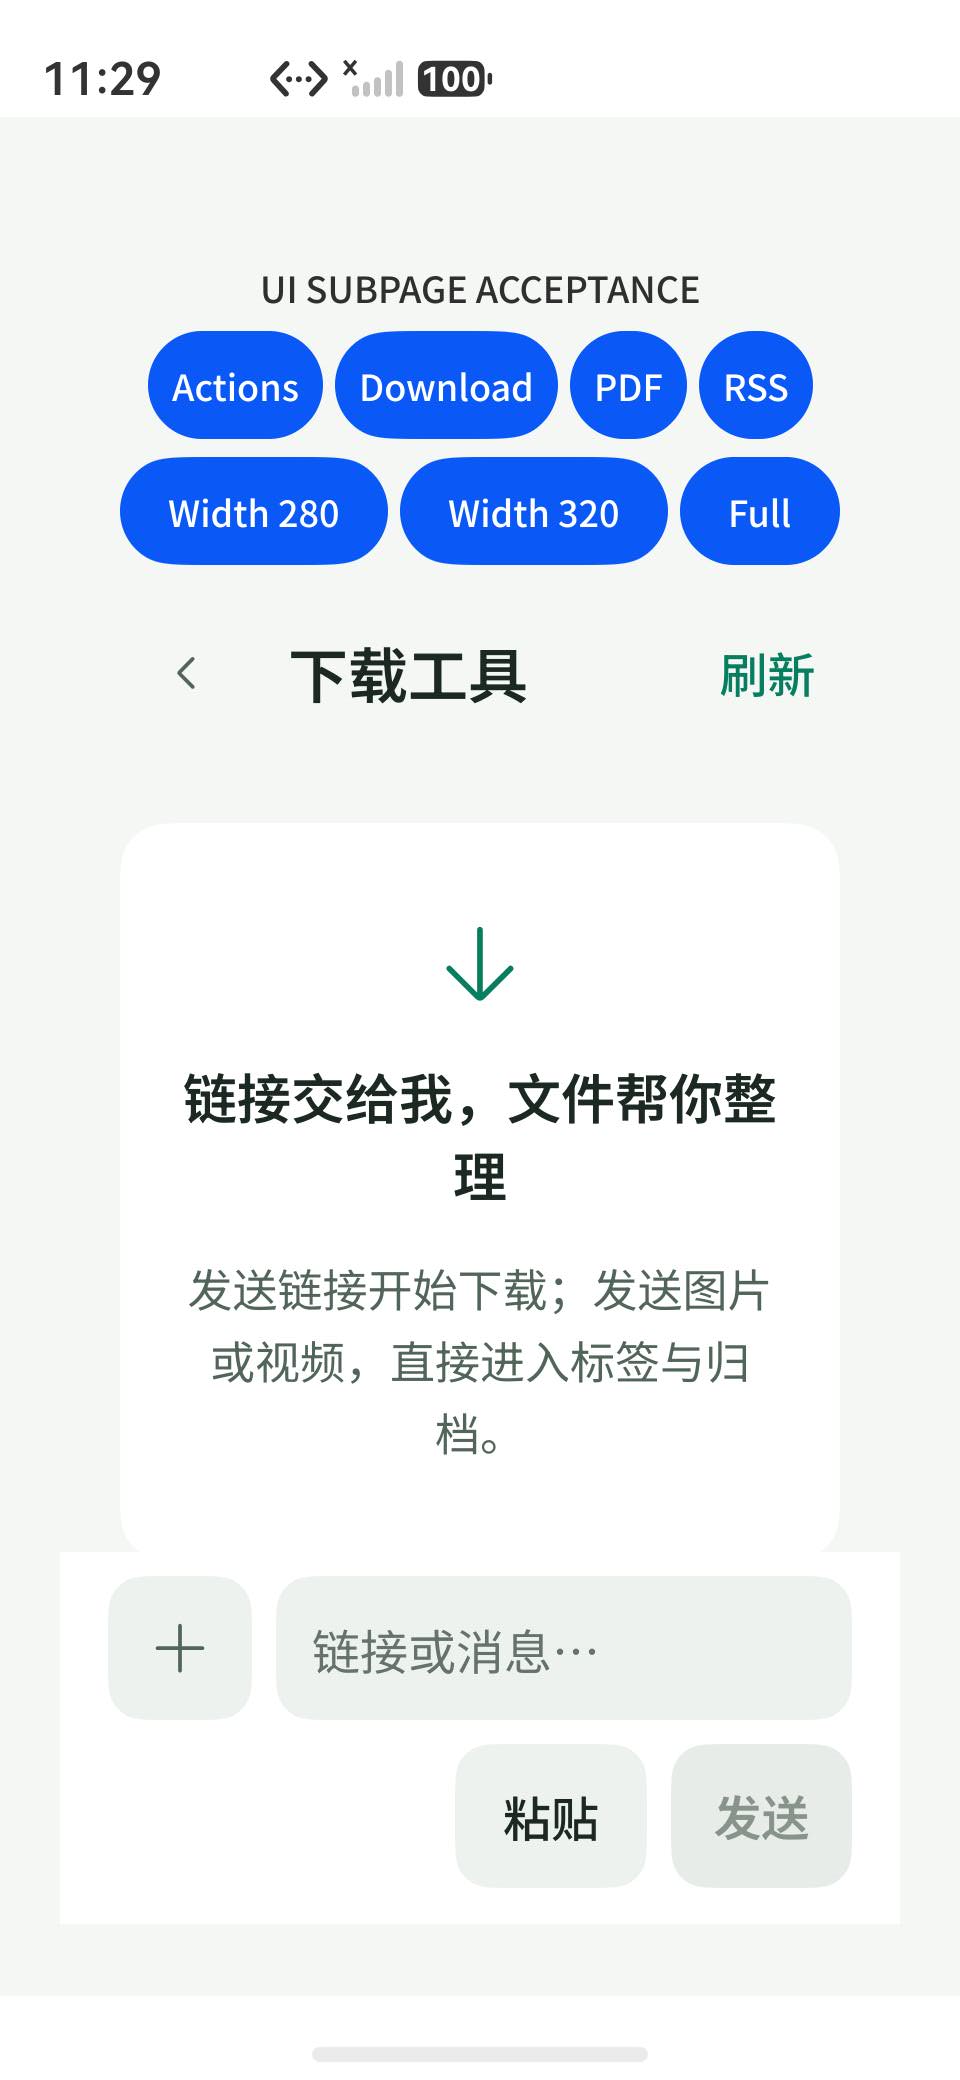 11:29
100
UI SUBPAGE ACCEPTANCE
Actions Download PDF RSS
Width 280 Width 320 Full
下载工具 刷新
链接交给我，文件帮你整
理
发送链接开始下载；发送图片
或视频，直接进入标签与归
档。
链接或消息…
粘贴 发送